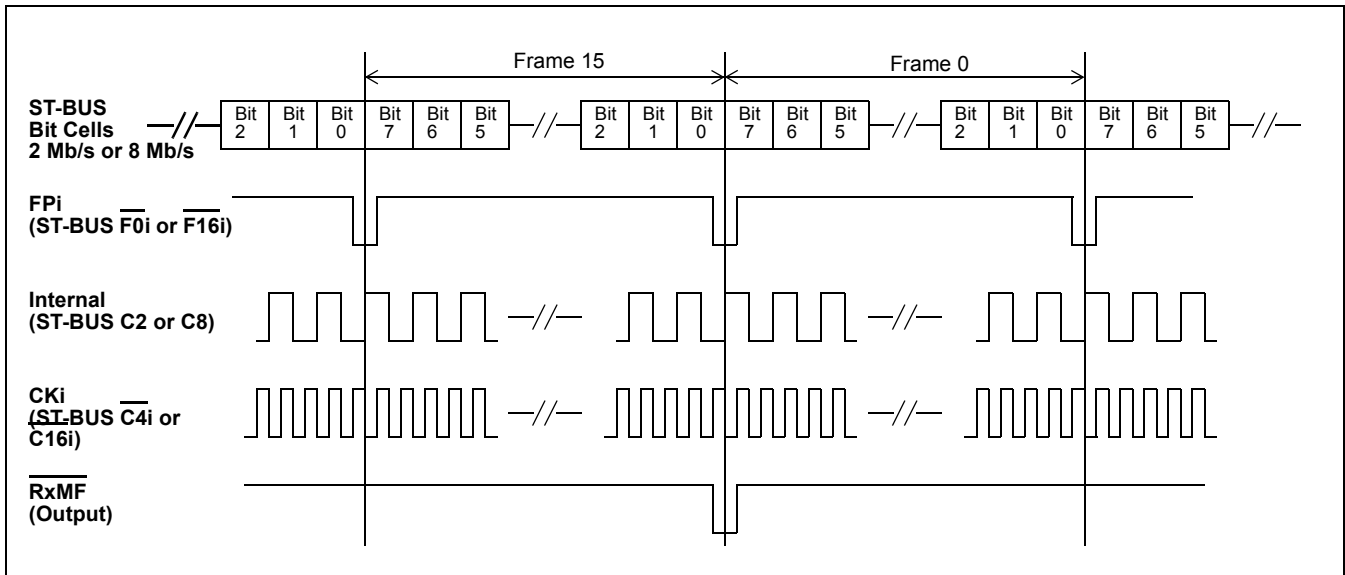 Frame 15
Frame 0
ST-BUS
Bit Cells
2 Mb/s or 8 Mb/s
Bit 2 Bit 1 Bit 0 Bit 7 Bit 6 Bit 5 Bit 2 Bit 1 Bit 0 Bit 7 Bit 6 Bit 5 Bit 2 Bit 1 Bit 0 Bit 7 Bit 6 Bit 5
FPi
(ST-BUS F0i or F16i)
Internal
(ST-BUS C2 or C8)
CKi
(ST-BUS C4i or
C16i)
RxMF
(Output)